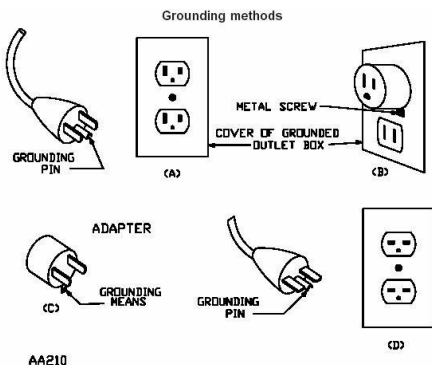 Grounding methods
METAL SCREW
COVER OF GROUNDED
OUTLET BOX
GROUNDING
PIN
(A)
(B)
ADAPTER
GROUNDING
MEANS
(C)
GROUNDING
PIN
(D)
AA210